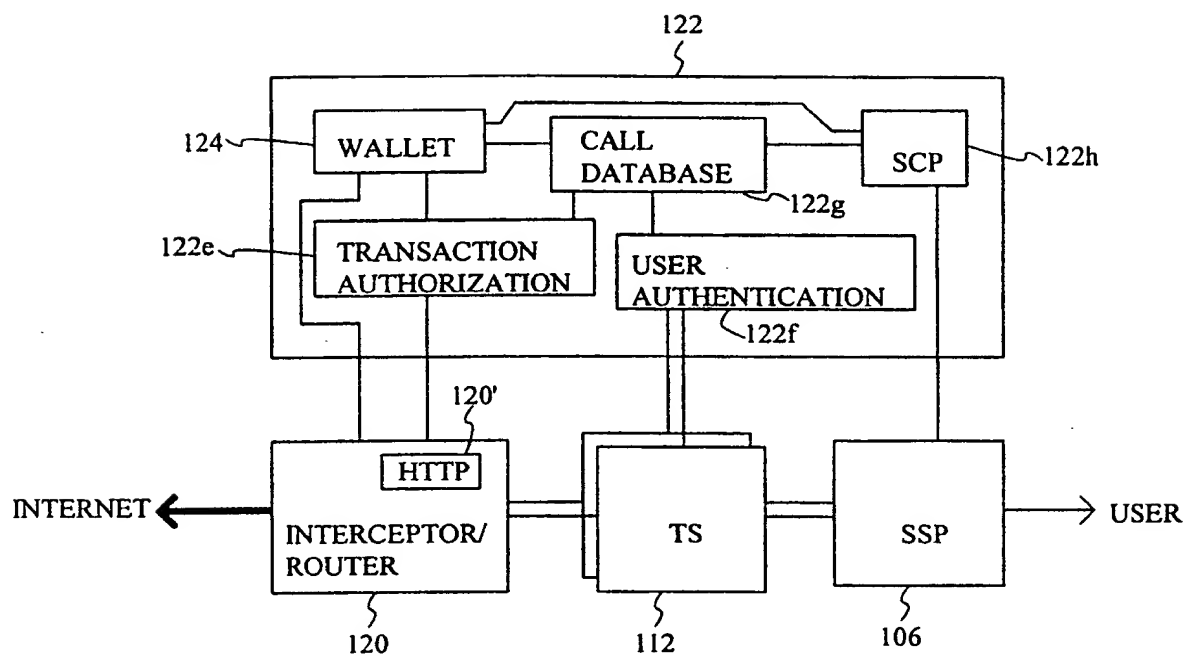 122
124
WALLET
CALL
DATABASE
SCP
122h
122g
122e
TRANSACTION
AUTHORIZATION
USER
AUTHENTICATION
122f
120'
HTTP
INTERNET
INTERCEPTOR/
ROUTER
TS
SSP
USER
120
112
106